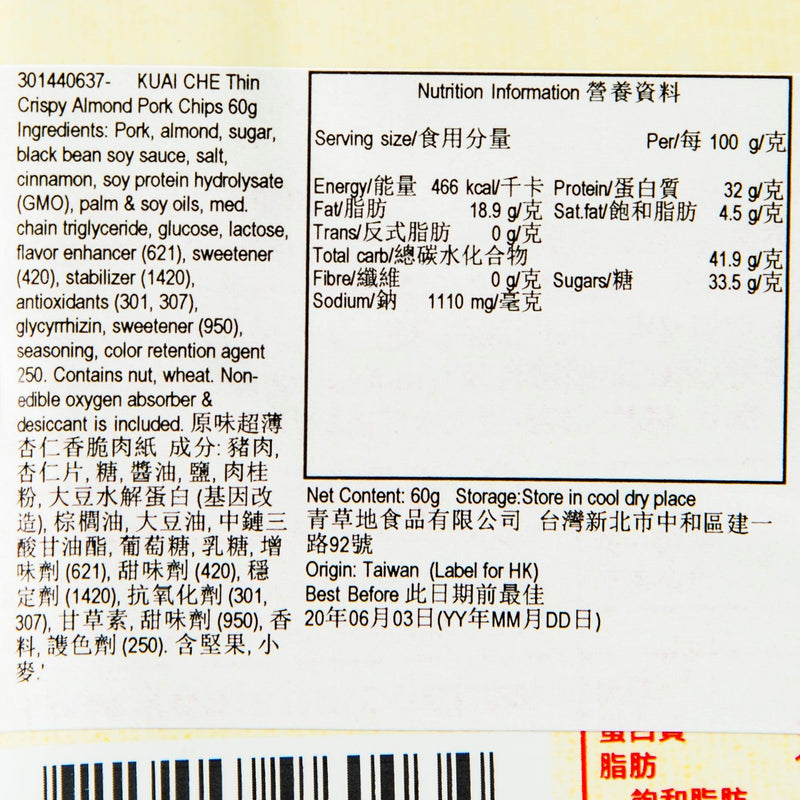 301440637- KUAI CHE Thin
Crispy Almond Pork Chips 60g
Ingredients: Pork, almond, sugar,
black bean soy sauce, salt,
cinnamon, soy protein hydrolysate
(GMO), palm & soy oils, med.
chain triglyceride, glucose, lactose,
flavor enhancer (621), sweetener
(420), stabilizer (1420),
antioxidants (301, 307),
glycyrrhizin, sweetener (950),
seasoning, color retention agent
250. Contains nut, wheat. Non-
edible oxygen absorber &
desiccant is included. 原味超薄
杏仁香脆肉紙 成分: 豬肉,
杏仁片, 糖, 醬油, 鹽, 肉桂
粉, 大豆水解蛋白 (基因改
造), 棕櫚油, 大豆油, 中鏈三
酸甘油酯, 葡萄糖, 乳糖, 增
味劑 (621), 甜味劑 (420), 穩
定劑 (1420), 抗氧化劑 (301,
307), 甘草素, 甜味劑 (950), 香
料, 護色劑 (250). 含堅果, 小
麥.'
Nutrition Information 營養資料
Serving size/食用分量 Per/每 100 g/克
Energy/能量 466 kcal/千卡 Protein/蛋白質 32 g/克
Fat/脂肪 18.9 g/克 Sat.fat/飽和脂肪 4.5 g/克
Trans/反式脂肪 0 g/克
Total carb/總碳水化合物 41.9 g/克
Fibre/纖維 0 g/克 Sugars/糖 33.5 g/克
Sodium/鈉 1110 mg/毫克
Net Content: 60g Storage:Store in cool dry place
青草地食品有限公司 台灣新北市中和區建一
路92號
Origin: Taiwan (Label for HK)
Best Before 此日期前最佳
20年06月03日(YY年MM月DD日)
蛋白質
脂肪
飽和脂肪